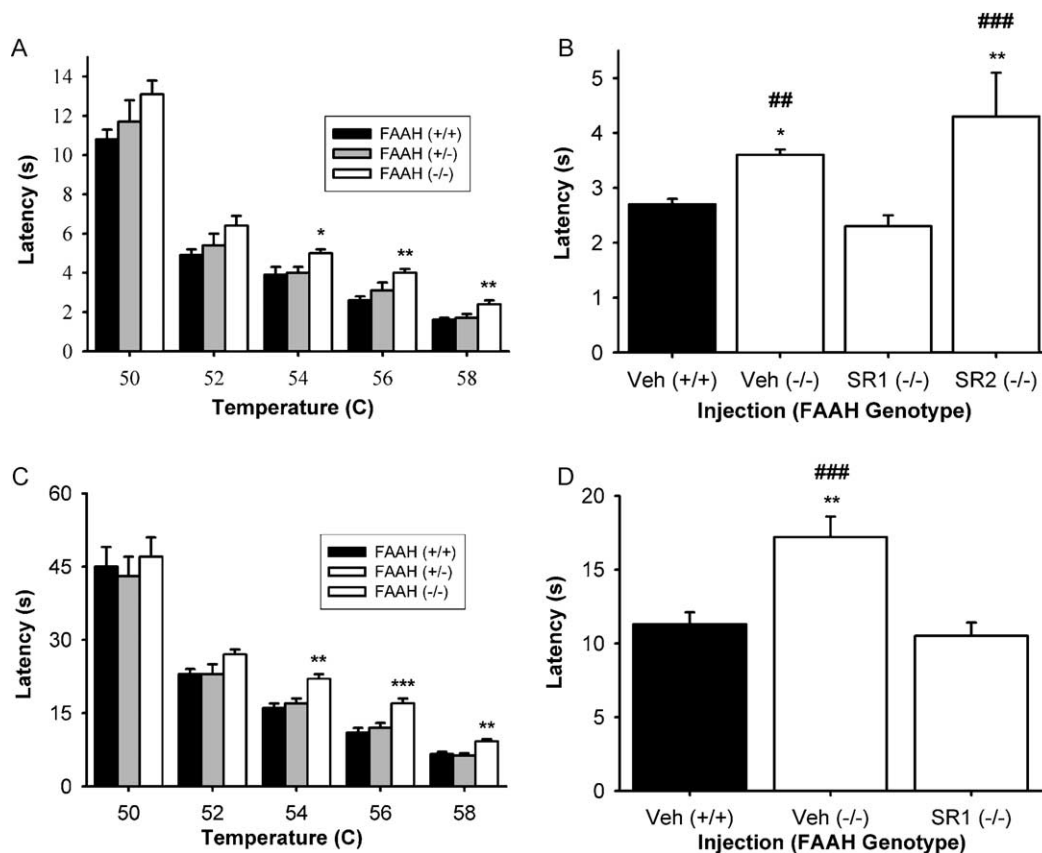 A
Latency (s)
14
12
10
8
6
4
2
0
FAAH (+/+)
FAAH (+/-)
FAAH (-/-)
*
**
**
50 52 54 56 58
Temperature (C)
B
Latency (s)
5
4
3
2
1
0
##
*
###
**
Veh (+/+) Veh (-/-) SR1 (-/-) SR2 (-/-)
Injection (FAAH Genotype)
C
Latency (s)
60
45
30
15
0
FAAH (+/+)
FAAH (+/-)
FAAH (-/-)
**
***
**
50 52 54 56 58
Temperature (C)
D
Latency (s)
20
15
10
5
0
###
**
Veh (+/+) Veh (-/-) SR1 (-/-)
Injection (FAAH Genotype)